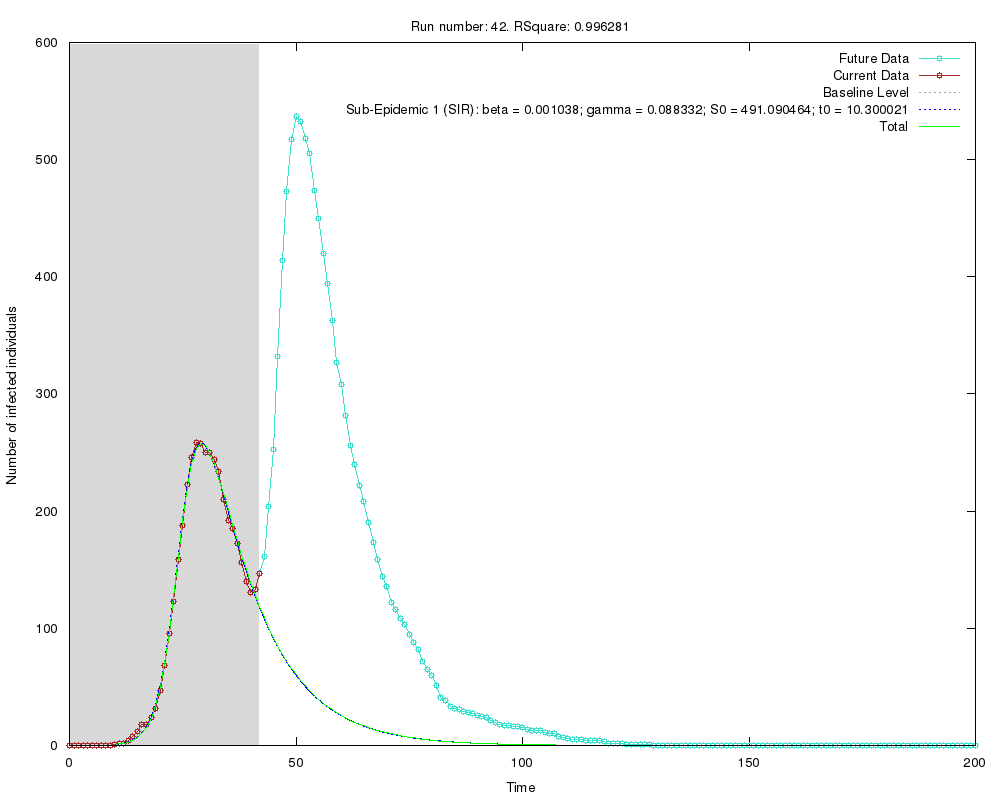 Run number: 42. RSquare: 0.996281
Future Data
Current Data
Baseline Level
Sub-Epidemic 1 (SIR): beta = 0.001038; gamma = 0.088332; S0 = 491.090464; t0 = 10.300021
Total
600
500
400
300
200
100
0
Number of infected individuals
0 50 100 150 200
Time